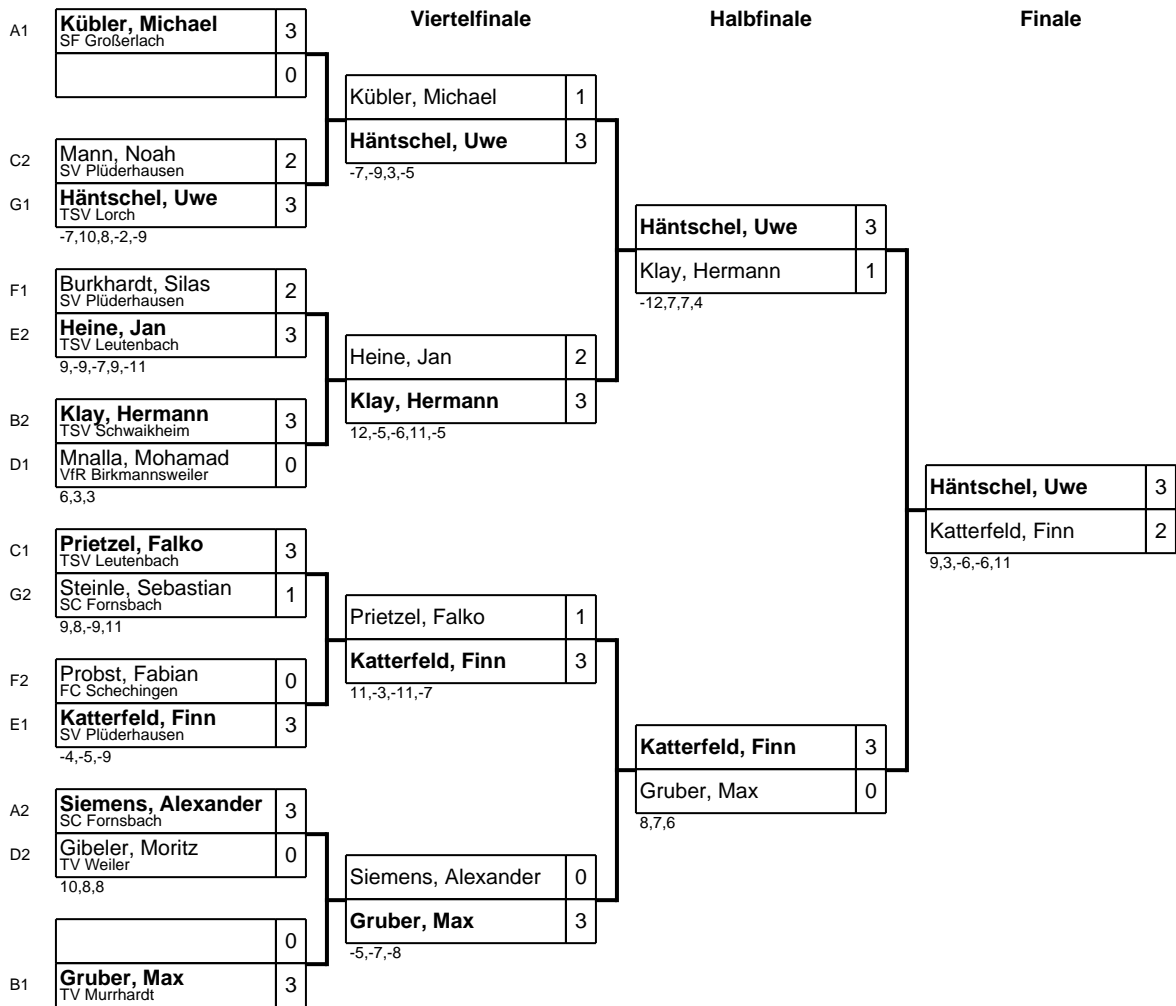 Viertelfinale
Halbfinale
Finale
A1
Kübler, Michael
SF Großerlach
3
0
C2
Mann, Noah
SV Plüderhausen
2
G1
Häntschel, Uwe
TSV Lorch
3
-7,10,8,-2,-9
F1
Burkhardt, Silas
SV Plüderhausen
2
E2
Heine, Jan
TSV Leutenbach
3
9,-9,-7,9,-11
B2
Klay, Hermann
TSV Schwaikheim
3
D1
Mnalla, Mohamad
VfR Birkmannsweiler
0
6,3,3
C1
Prietzel, Falko
TSV Leutenbach
3
G2
Steinle, Sebastian
SC Fornsbach
1
9,8,-9,11
F2
Probst, Fabian
FC Schechingen
0
E1
Katterfeld, Finn
SV Plüderhausen
3
-4,-5,-9
A2
Siemens, Alexander
SC Fornsbach
3
D2
Gibeler, Moritz
TV Weiler
0
10,8,8
0
B1
Gruber, Max
TV Murrhardt
3
Kübler, Michael 1
Häntschel, Uwe 3
-7,-9,3,-5
Heine, Jan 2
Klay, Hermann 3
12,-5,-6,11,-5
Prietzel, Falko 1
Katterfeld, Finn 3
11,-3,-11,-7
Siemens, Alexander 0
Gruber, Max 3
-5,-7,-8
Häntschel, Uwe 3
Klay, Hermann 1
-12,7,7,4
Katterfeld, Finn 3
Gruber, Max 0
8,7,6
Häntschel, Uwe 3
Katterfeld, Finn 2
9,3,-6,-6,11